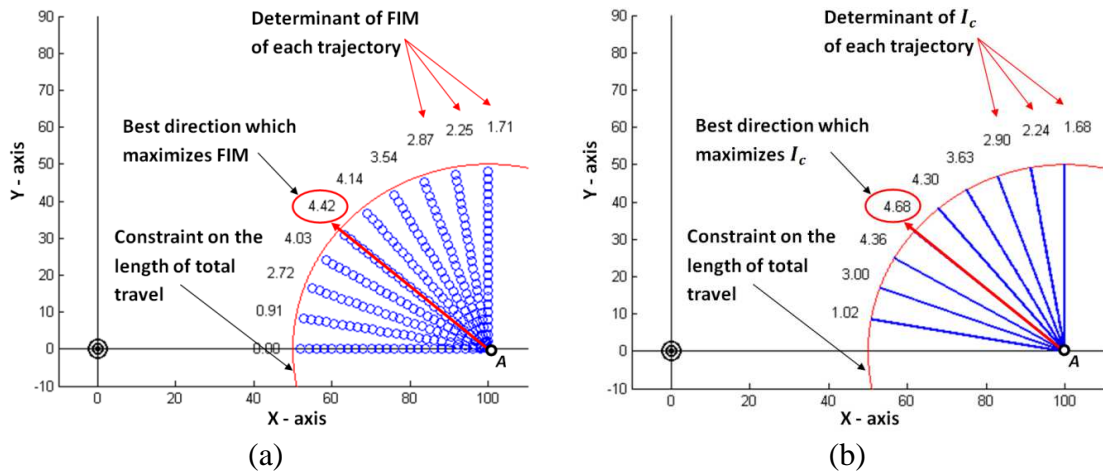 Determinant of FIM
of each trajectory
Best direction which
maximizes FIM
Constraint on the
length of total
travel
90
80
70
60
50
40
30
20
10
0
-10
Y - axis
1.71
2.25
2.87
3.54
4.14
4.42
4.03
2.72
0.91
0.00
A
0
20
40
60
80
100
X - axis
(a)
Determinant of I_c
of each trajectory
Best direction which
maximizes I_c
Constraint on the
length of total
travel
90
80
70
60
50
40
30
20
10
0
-10
Y - axis
1.68
2.24
2.90
3.63
4.30
4.68
4.36
3.00
1.02
A
0
20
40
60
80
100
X - axis
(b)